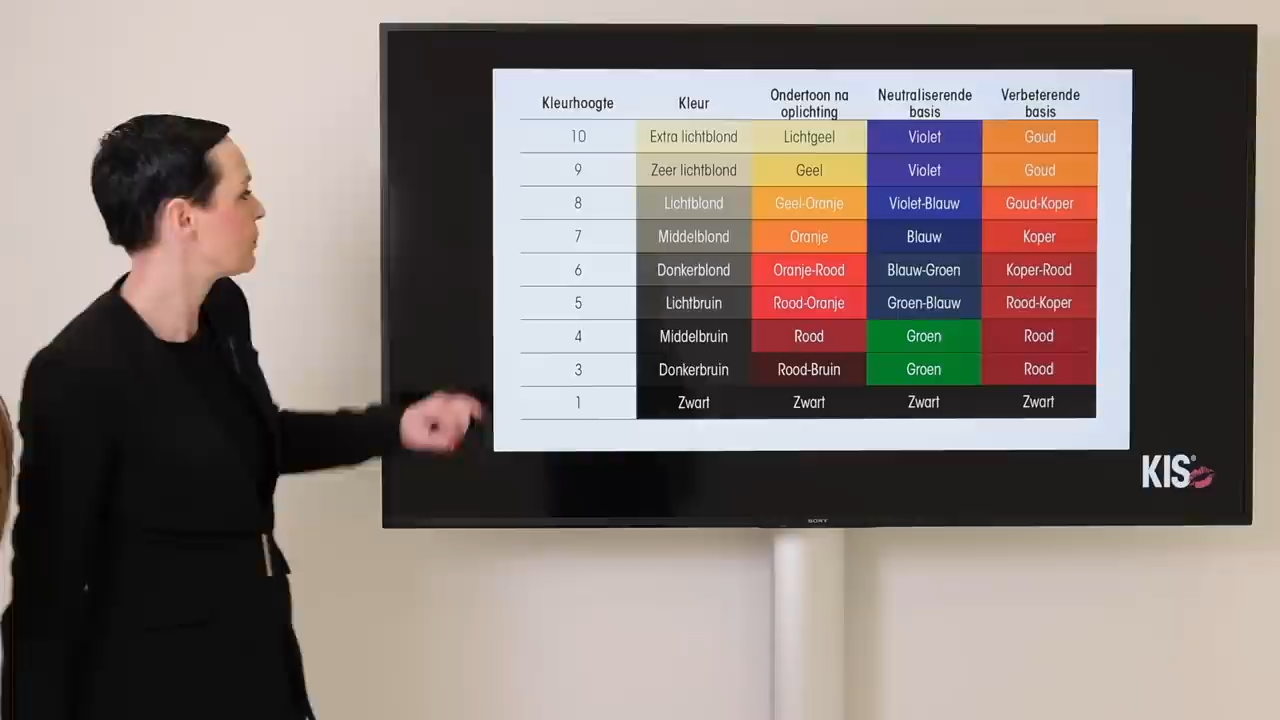 Kleurhoogte Kleur Ondertoon na oplichting Neutraliserende basis Verbeterende basis
10 Extra lichtblond Lichtgeel Violet Goud
9 Zeer lichtblond Geel Violet Goud
8 Lichtblond Geel-Oranje Violet-Blauw Goud-Koper
7 Middelblond Oranje Blauw Koper
6 Donkerblond Oranje-Rood Blauw-Groen Koper-Rood
5 Lichtbruin Rood-Oranje Groen-Blauw Rood-Koper
4 Middelbruin Rood Groen Rood
3 Donkerbruin Rood-Bruin Groen Rood
1 Zwart Zwart Zwart Zwart
KIS®
SONY